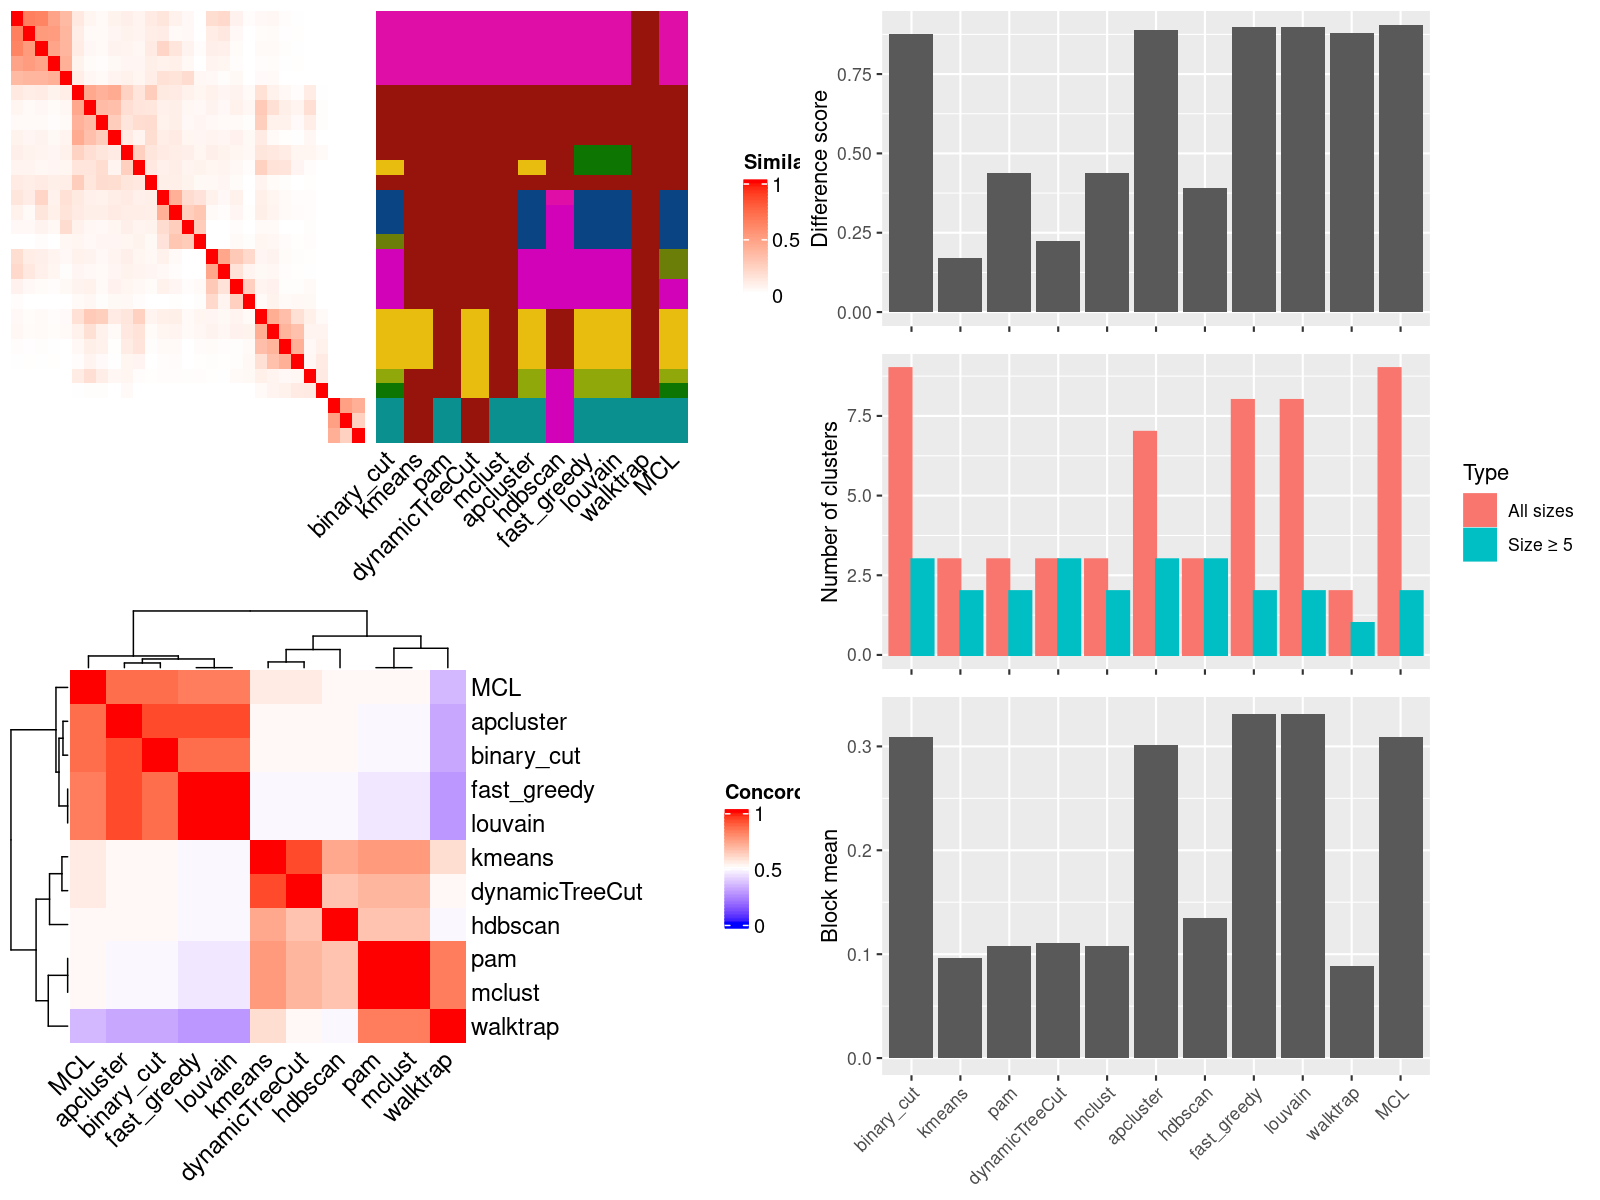 Simila
1
0.5
0
binary_cut
kmeans
pam
dynamicTreeCut
mclust
apcluster
hdbscan
fast_greedy
louvain
walktrap
MCL
MCL
apcluster
binary_cut
fast_greedy
louvain
kmeans
dynamicTreeCut
hdbscan
pam
mclust
walktrap
Concord
1
0.5
0
MCL
apcluster
binary_cut
fast_greedy
louvain
kmeans
dynamicTreeCut
hdbscan
pam
mclust
walktrap
Difference score
0.75
0.50
0.25
0.00
Number of clusters
7.5
5.0
2.5
0.0
Type
All sizes
Size ≥ 5
Block mean
0.3
0.2
0.1
0.0
binary_cut
kmeans
pam
dynamicTreeCut
mclust
apcluster
hdbscan
fast_greedy
louvain
walktrap
MCL